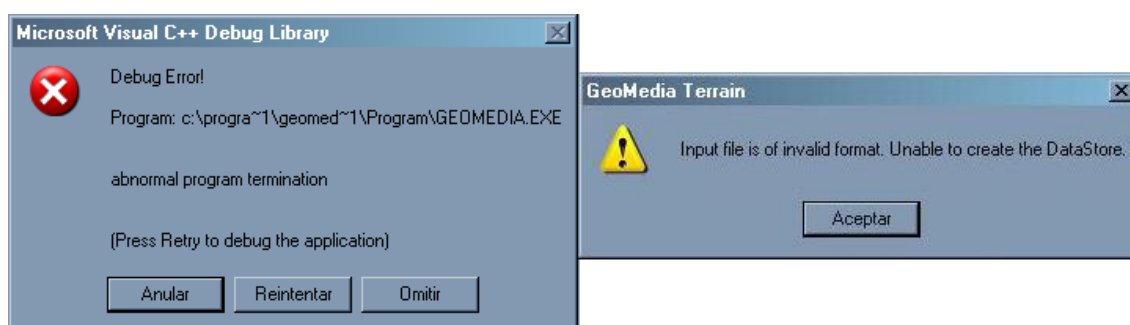 Microsoft Visual C++ Debug Library
Debug Error!
Program: c:\progra~1\geomed~1\Program\GEOMEDIA.EXE
abnormal program termination
(Press Retry to debug the application)
Anular Reintentar Omitir
GeoMedia Terrain
Input file is of invalid format. Unable to create the DataStore.
Aceptar